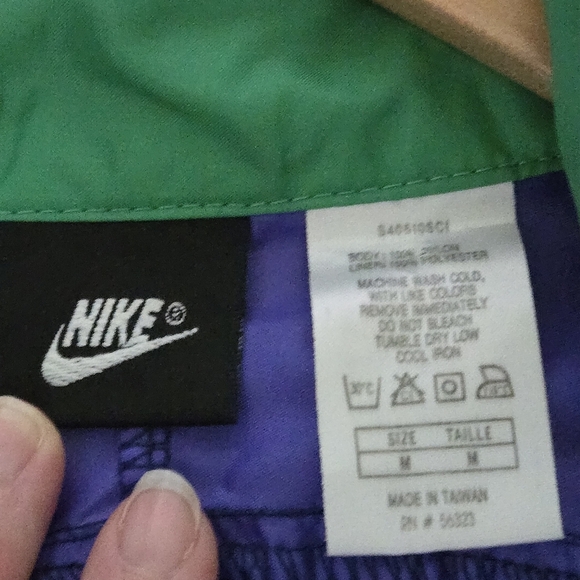 NIKE®
S40510SCI
BODY: 100% NYLON
LINER: 100% POLYESTER
MACHINE WASH COLD,
WITH LIKE COLORS
REMOVE IMMEDIATELY
DO NOT BLEACH
TUMBLE DRY LOW
COOL IRON
30°C
SIZE TAILLE
M M
MADE IN TAIWAN
RN # 56323